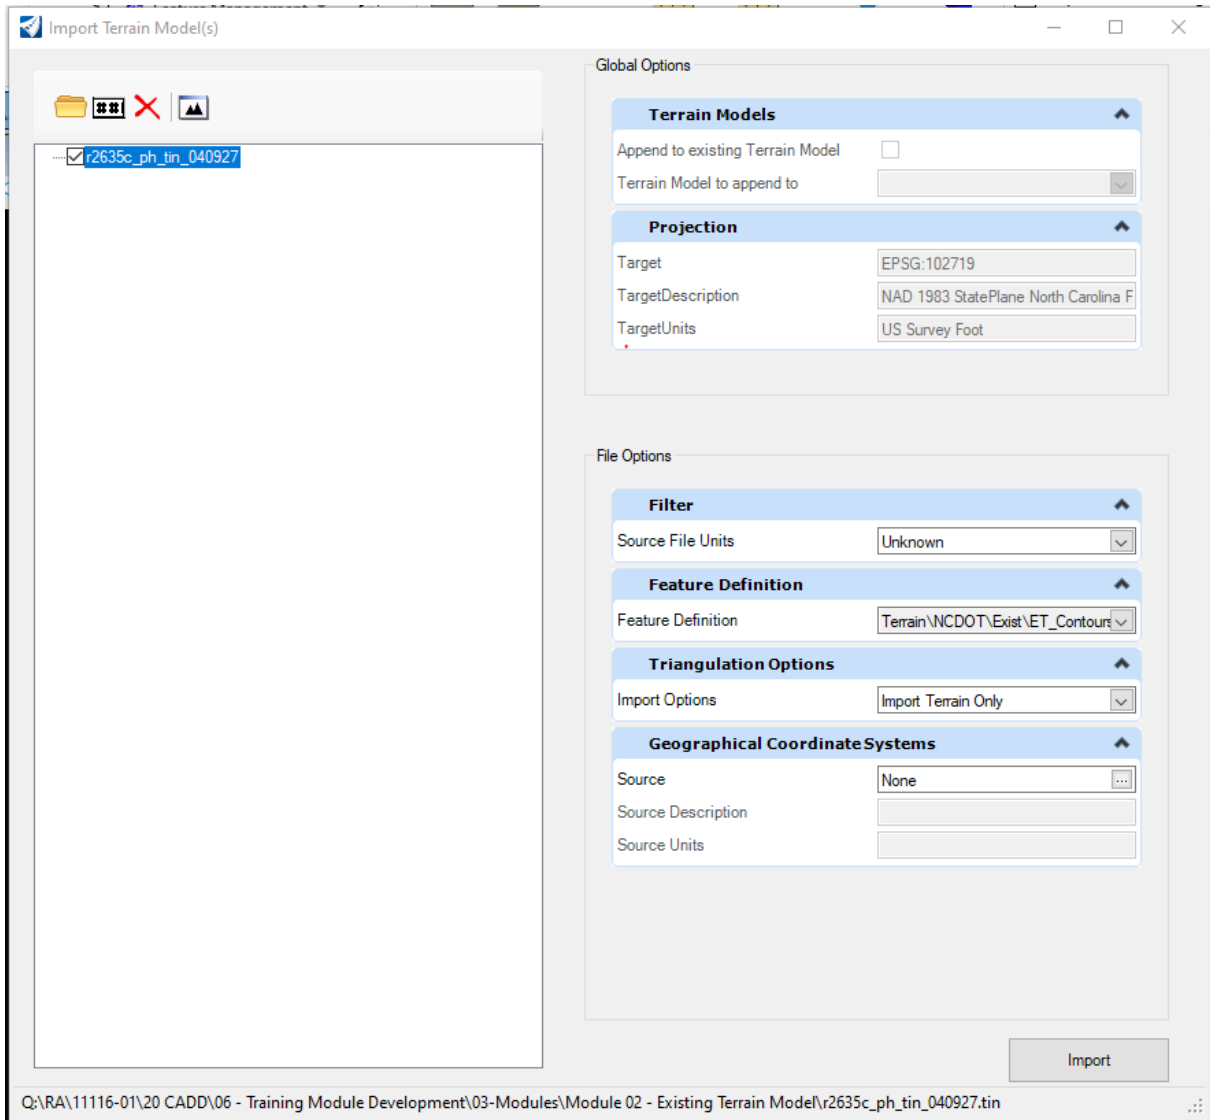 Import Terrain Model(s)
Global Options
##
r2635c_ph_tin_040927
Terrain Models
Append to existing Terrain Model
Terrain Model to append to
Projection
Target EPSG:102719
TargetDescription NAD 1983 StatePlane North Carolina F
TargetUnits US Survey Foot
File Options
Filter
Source File Units Unknown
Feature Definition
Feature Definition Terrain\NCDOT\Exist\ET_Contours
Triangulation Options
Import Options Import Terrain Only
Geographical Coordinate Systems
Source None ...
Source Description
Source Units
Import
Q:\RA\11116-01\20 CADD\06 - Training Module Development\03-Modules\Module 02 - Existing Terrain Model\r2635c_ph_tin_040927.tin